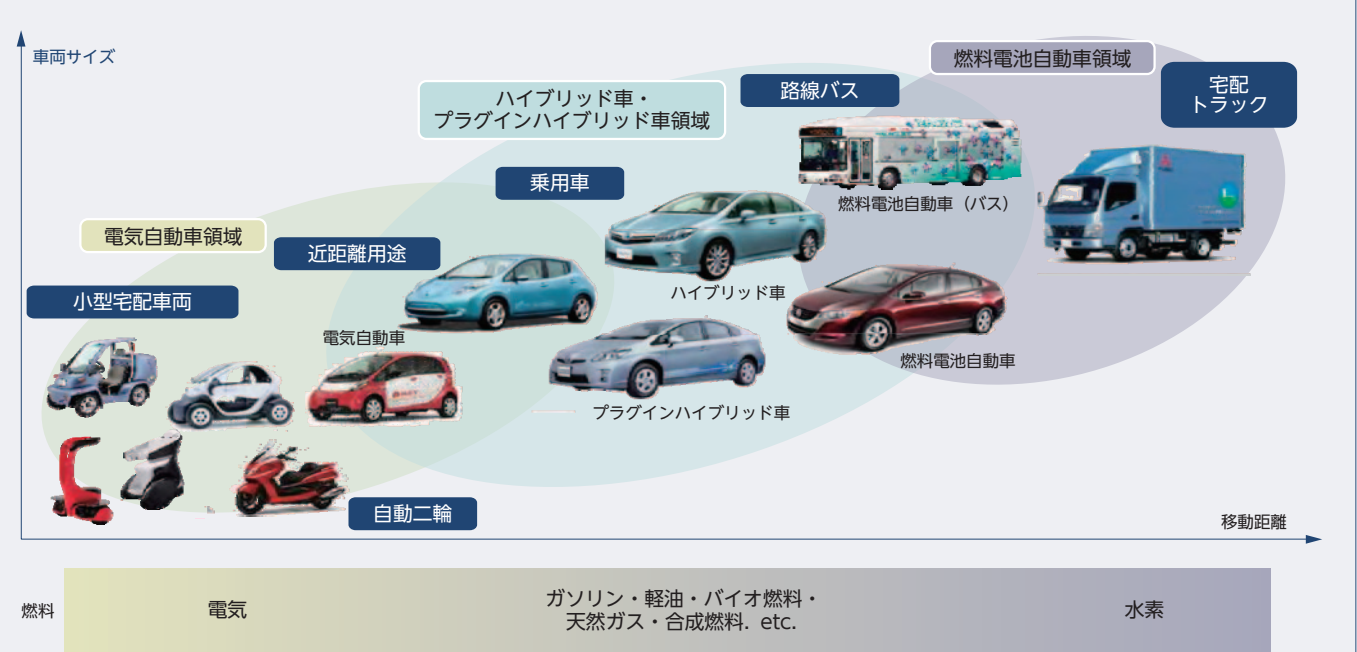 車両サイズ
燃料電池自動車領域
宅配
トラック
路線バス
ハイブリッド車・
プラグインハイブリッド車領域
乗用車
燃料電池自動車（バス）
電気自動車領域
近距離用途
ハイブリッド車
小型宅配車両
電気自動車
燃料電池自動車
プラグインハイブリッド車
自動二輪
移動距離
燃料
電気
ガソリン・軽油・バイオ燃料・
天然ガス・合成燃料. etc.
水素